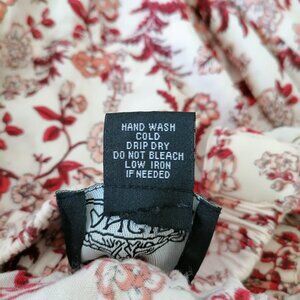 HAND WASH
COLD
DRIP DRY
DO NOT BLEACH
LOW IRON
IF NEEDED